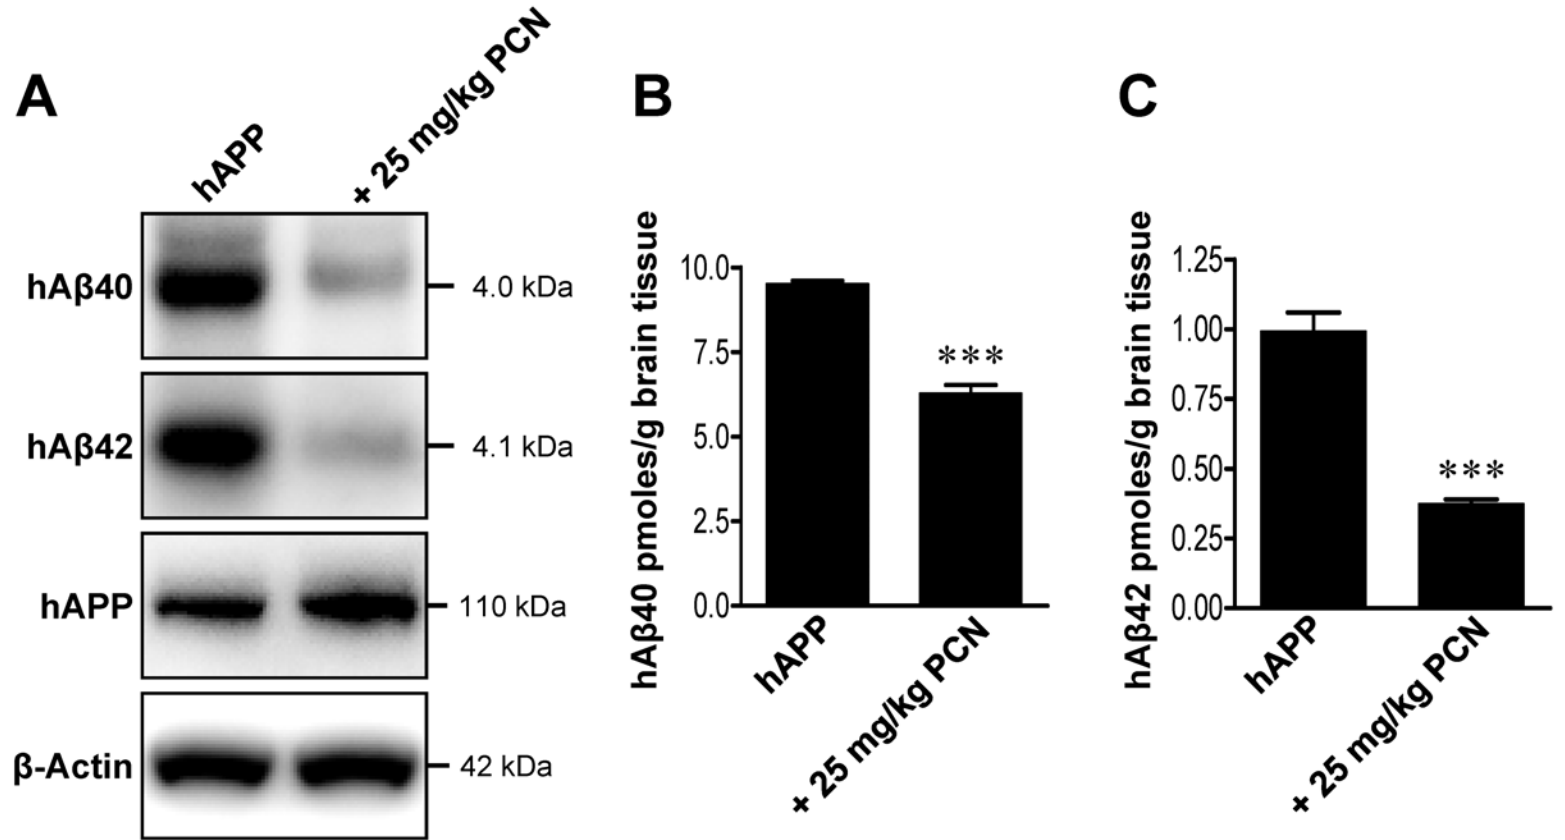 A
hAPP
+ 25 mg/kg PCN
hAβ40
4.0 kDa
hAβ42
4.1 kDa
hAPP
110 kDa
β-Actin
42 kDa
B
hAβ40 pmoles/g brain tissue
10.0
7.5
5.0
2.5
0.0
***
hAPP
+ 25 mg/kg PCN
C
hAβ42 pmoles/g brain tissue
1.25
1.00
0.75
0.50
0.25
0.00
***
hAPP
+ 25 mg/kg PCN